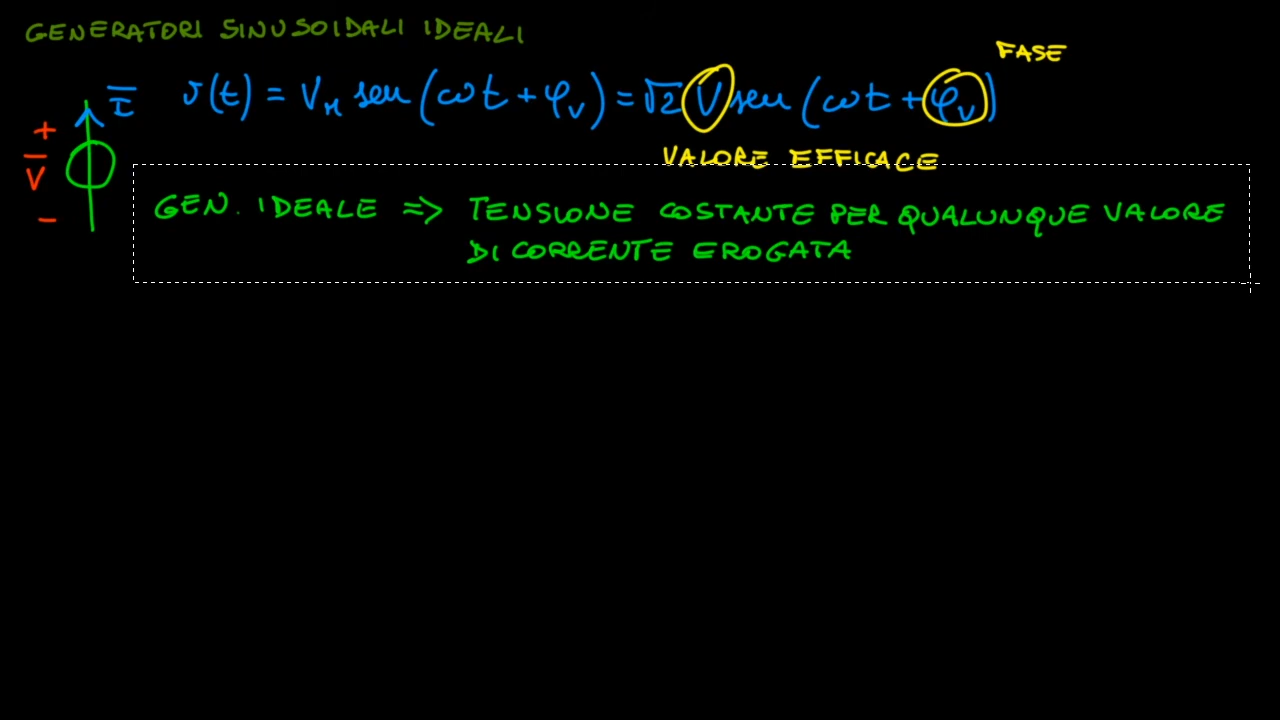 GENERATORI SINUSOIDALI IDEALI
FASE
I̅ v(t) = V_M sen (ωt + φ_v) = √2 V sen (ωt + φ_v)
+
V̅
-
VALORE EFFICACE
GEN. IDEALE => TENSIONE COSTANTE PER QUALUNQUE VALORE
DI CORRENTE EROGATA